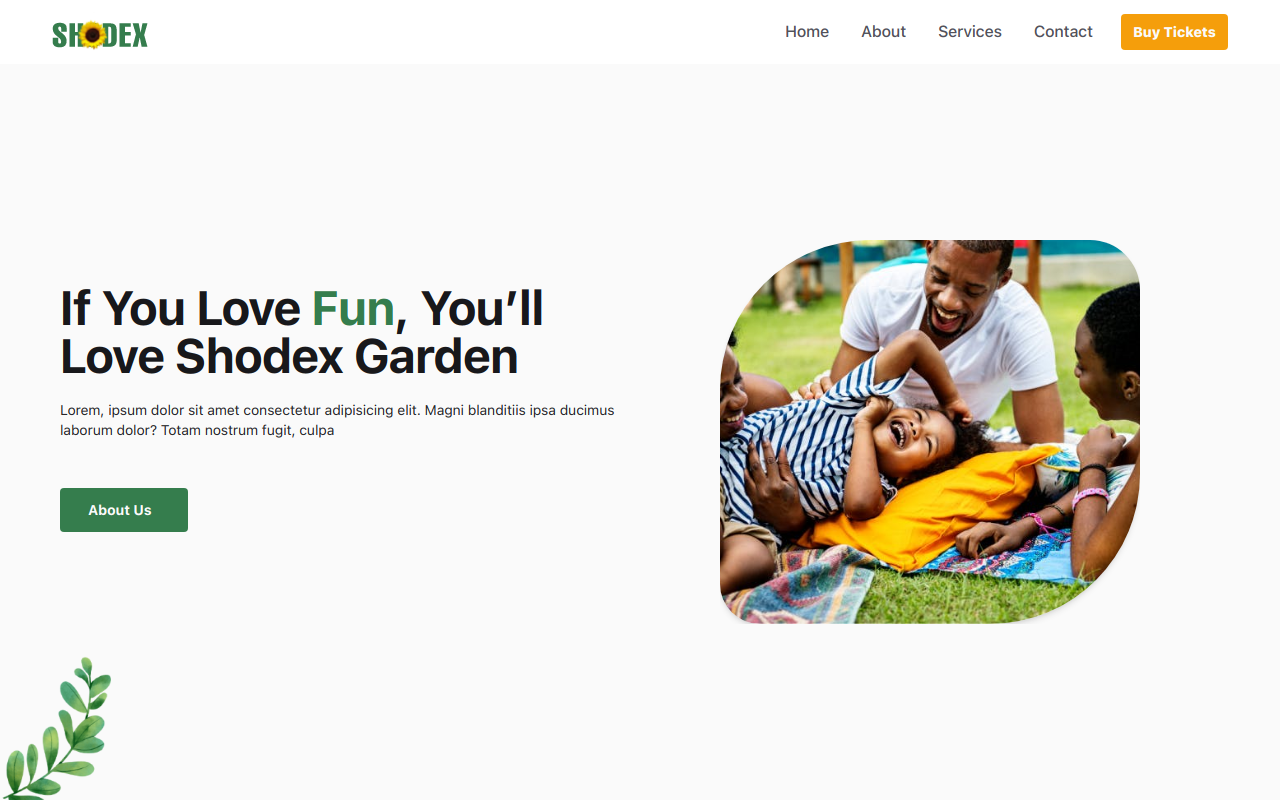 SHODEX
Home About Services Contact Buy Tickets
If You Love Fun, You’ll
Love Shodex Garden
Lorem, ipsum dolor sit amet consectetur adipisicing elit. Magni blanditiis ipsa ducimus
laborum dolor? Totam nostrum fugit, culpa
About Us